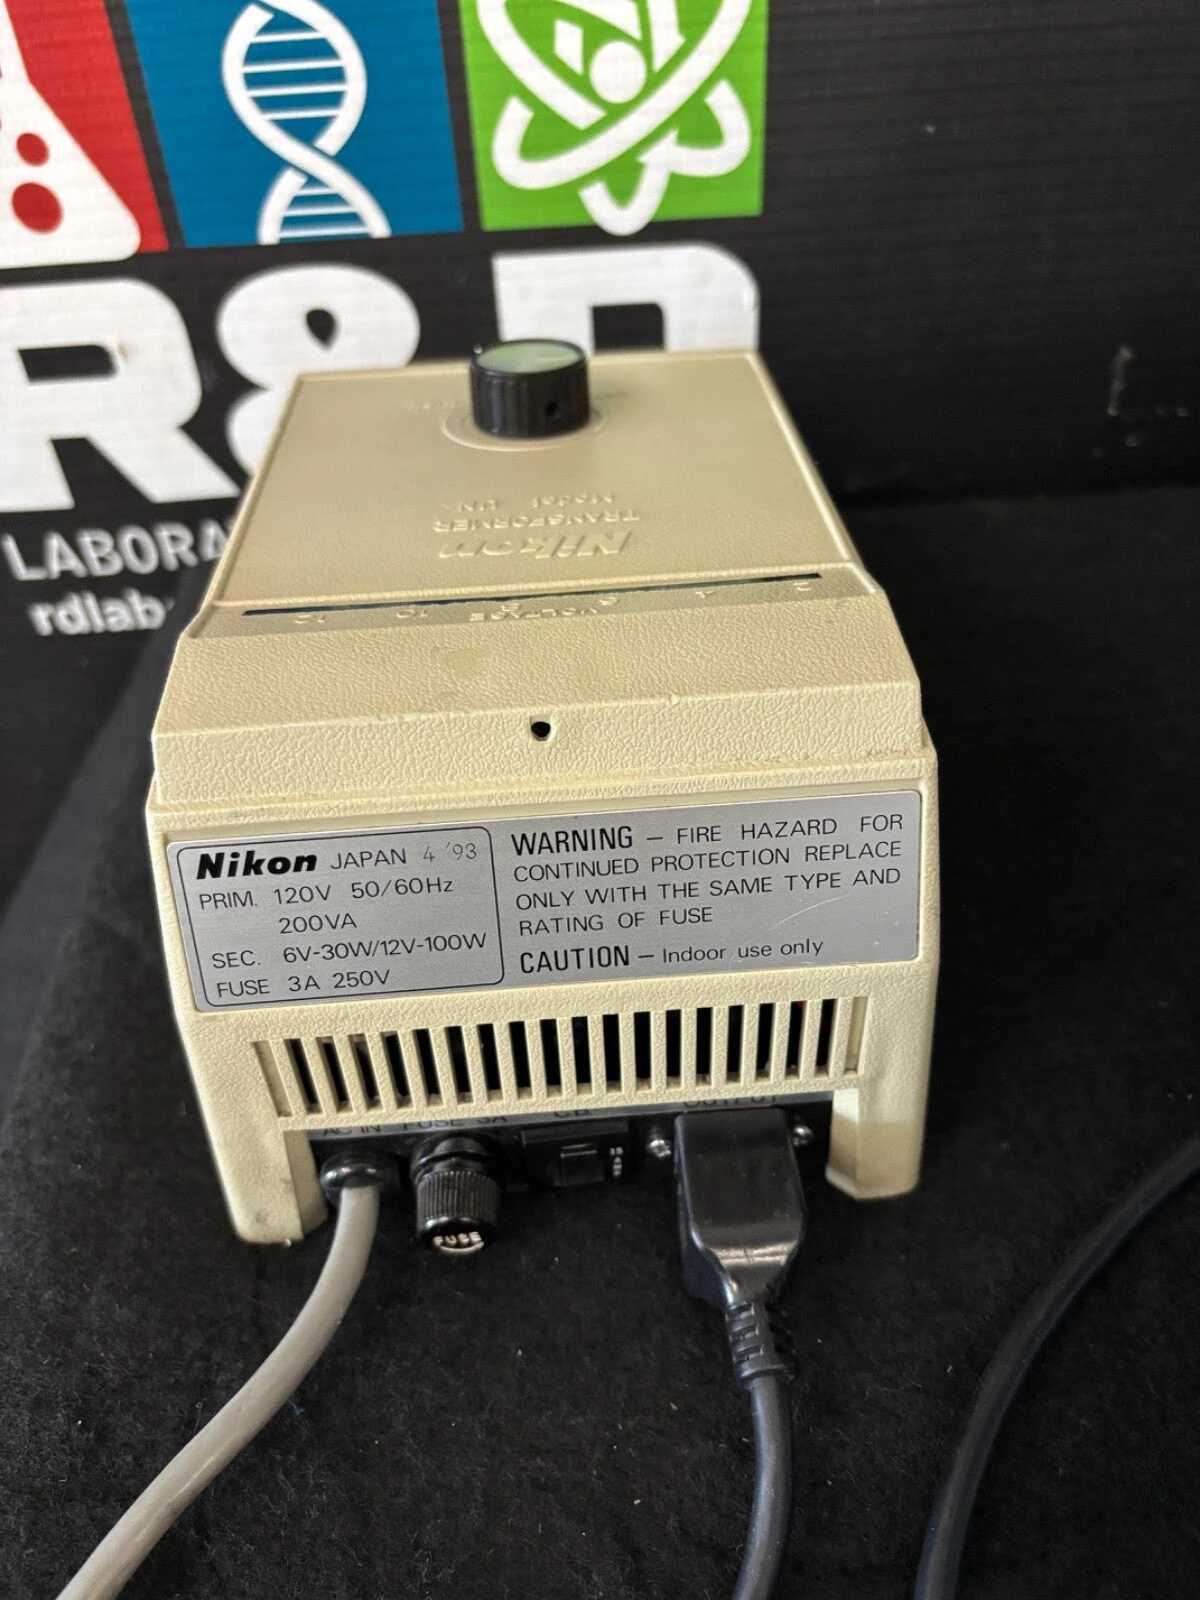 R&D
LABORA
rdlab
Nikon
TRANSFORMER
Model UN
VOLTAGE
Nikon JAPAN 4 '93
PRIM. 120V 50/60Hz
200VA
SEC. 6V-30W/12V-100W
FUSE 3A 250V
WARNING — FIRE HAZARD FOR
CONTINUED PROTECTION REPLACE
ONLY WITH THE SAME TYPE AND
RATING OF FUSE
CAUTION — Indoor use only
AC IN FUSE 3A C.B. OUTPUT
FUSE